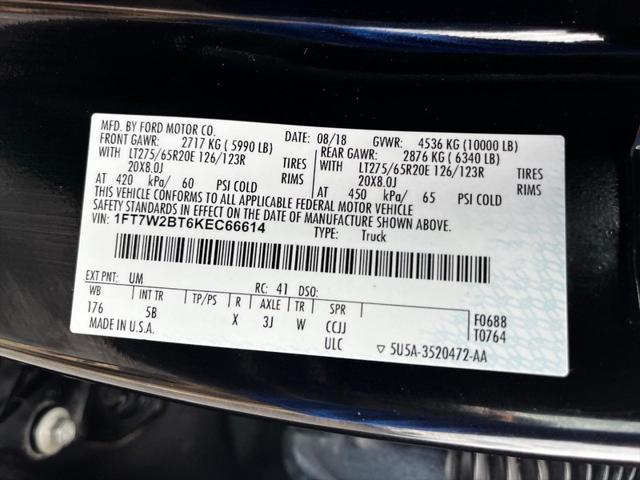 MFD. BY FORD MOTOR CO. DATE: 08/18 GVWR: 4536 KG (10000 LB)
FRONT GAWR: 2717 KG ( 5990 LB) REAR GAWR: 2876 KG ( 6340 LB)
WITH LT275/65R20E 126/123R TIRES WITH LT275/65R20E 126/123R TIRES
20X8.0J RIMS 20X8.0J RIMS
AT 420 kPa/ 60 PSI COLD AT 450 kPa/ 65 PSI COLD
THIS VEHICLE CONFORMS TO ALL APPLICABLE FEDERAL MOTOR VEHICLE
SAFETY STANDARDS IN EFFECT ON THE DATE OF MANUFACTURE SHOWN ABOVE.
VIN: 1FT7W2BT6KEC66614 TYPE: Truck
EXT PNT: UM RC: 41 DSO:
WB INT TR TP/PS R AXLE TR SPR F0688
176 5B X 3J W CCJJ T0764
MADE IN U.S.A. ULC ▽ 5U5A-3520472-AA